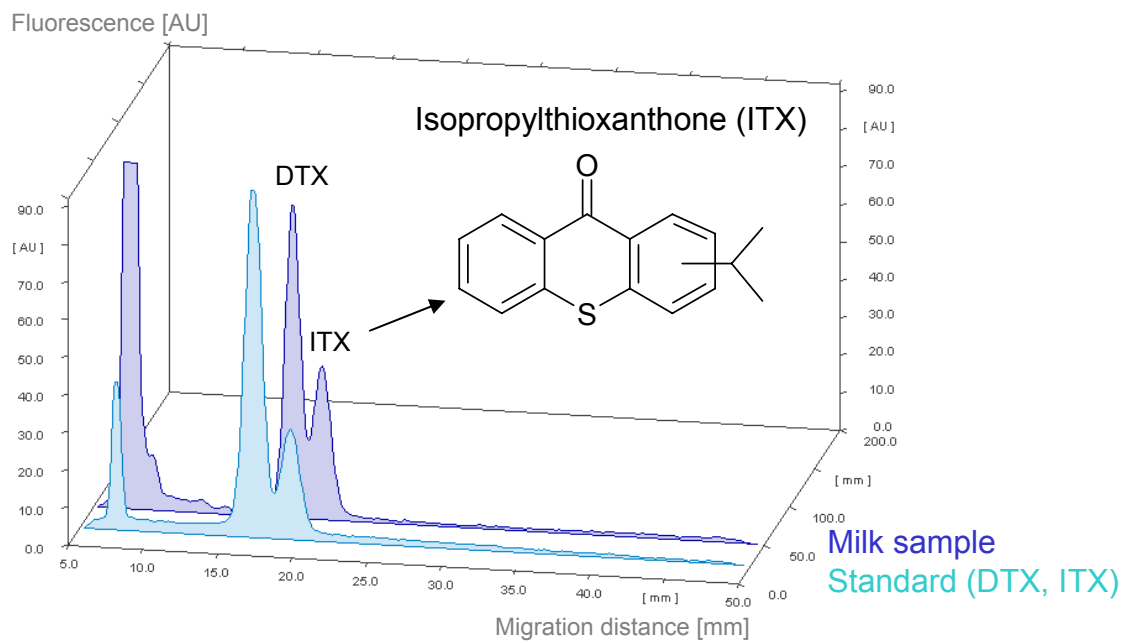 Fluorescence [AU]
Isopropylthioxanthone (ITX)
O
S
DTX
ITX
90.0
[ AU ]
80.0
70.0
60.0
50.0
40.0
30.0
20.0
10.0
0.0
90.0
[ AU ]
70.0
60.0
50.0
40.0
30.0
20.0
10.0
0.0
200.0
[ mm ]
100.0
50.0
0.0
5.0
10.0
15.0
20.0
25.0
30.0
35.0
40.0
[ mm ]
50.0
Milk sample
Standard (DTX, ITX)
Migration distance [mm]